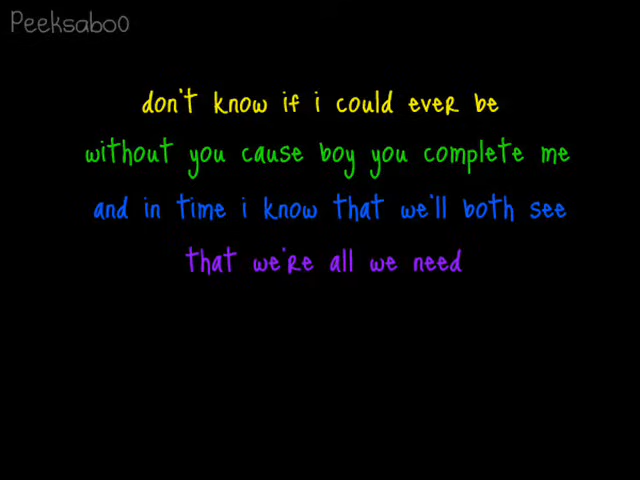 Peeksab00
don't know if i could ever be
without you cause boy you complete me
and in time i know that we'll both see
that we're all we need